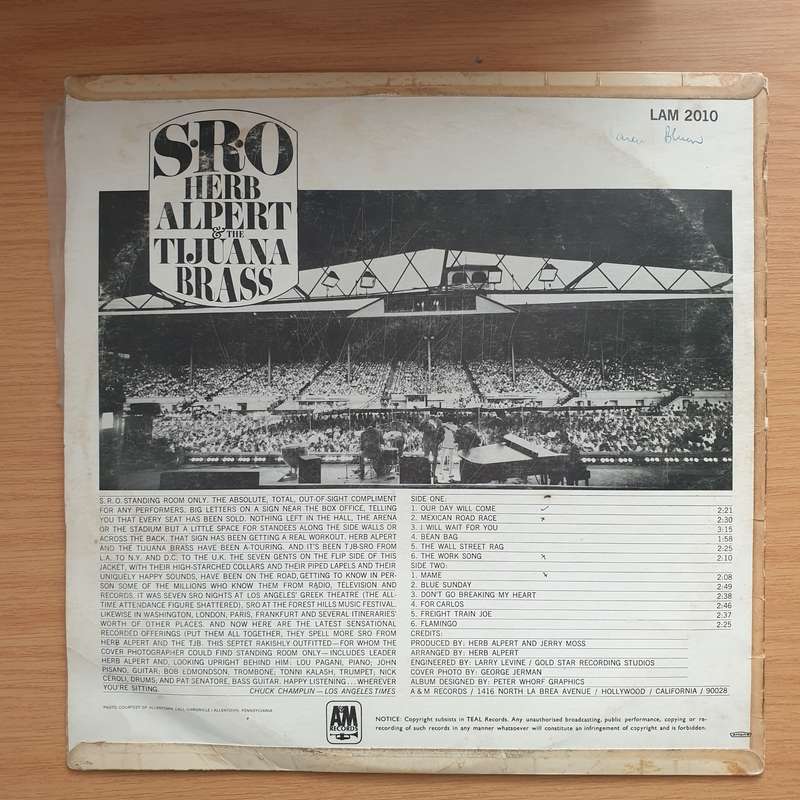 LAM 2010
S·R·O
HERB
ALPERT
& THE
TIJUANA
BRASS
S.R.O. STANDING ROOM ONLY. THE ABSOLUTE, TOTAL, OUT-OF-SIGHT COMPLIMENT
FOR ANY PERFORMERS. BIG LETTERS ON A SIGN NEAR THE BOX OFFICE, TELLING
YOU THAT EVERY SEAT HAS BEEN SOLD. NOTHING LEFT IN THE HALL, THE ARENA
OR THE STADIUM BUT A LITTLE SPACE FOR STANDEES ALONG THE SIDE WALLS OR
ACROSS THE BACK. THAT SIGN HAS BEEN GETTING A REAL WORKOUT. HERB ALPERT
AND THE TIJUANA BRASS HAVE BEEN A-TOURING. AND IT'S BEEN TJB-SRO FROM
L.A. TO N.Y. AND D.C. TO THE U.K. THE SEVEN GENTS ON THE FLIP SIDE OF THIS
JACKET, WITH THEIR HIGH-STARCHED COLLARS AND THEIR PIPED LAPELS AND THEIR
UNIQUELY HAPPY SOUNDS, HAVE BEEN ON THE ROAD, GETTING TO KNOW IN PER-
SON SOME OF THE MILLIONS WHO KNOW THEM FROM RADIO, TELEVISION AND
RECORDS. IT WAS SEVEN SRO NIGHTS AT LOS ANGELES' GREEK THEATRE (THE ALL-
TIME ATTENDANCE FIGURE SHATTERED). SRO AT THE FOREST HILLS MUSIC FESTIVAL.
LIKEWISE IN WASHINGTON, LONDON, PARIS, FRANKFURT AND SEVERAL ITINERARIES'
WORTH OF OTHER PLACES. AND NOW HERE ARE THE LATEST SENSATIONAL
RECORDED OFFERINGS (PUT THEM ALL TOGETHER, THEY SPELL MORE SRO FROM
HERB ALPERT AND THE TJB. THIS SEPTET RAKISHLY OUTFITTED—FOR WHOM THE
COVER PHOTOGRAPHER COULD FIND STANDING ROOM ONLY—INCLUDES LEADER
HERB ALPERT AND, LOOKING UPRIGHT BEHIND HIM: LOU PAGANI, PIANO; JOHN
PISANO, GUITAR; BOB EDMONDSON, TROMBONE; TONNI KALASH, TRUMPET; NICK
CEROLI, DRUMS; AND PAT SENATORE, BASS GUITAR. HAPPY LISTENING...WHEREVER
YOU'RE SITTING. CHUCK CHAMPLIN—LOS ANGELES TIMES
PHOTO COURTESY OF ALLENTOWN CALL-CHRONICLE / ALLENTOWN, PENNSYLVANIA
SIDE ONE:
1. OUR DAY WILL COME 2:21
2. MEXICAN ROAD RACE 2:30
3. I WILL WAIT FOR YOU 3:15
4. BEAN BAG 1:58
5. THE WALL STREET RAG 2:25
6. THE WORK SONG 2:10
SIDE TWO:
1. MAME 2:08
2. BLUE SUNDAY 2:49
3. DON'T GO BREAKING MY HEART 2:38
4. FOR CARLOS 2:46
5. FREIGHT TRAIN JOE 2:37
6. FLAMINGO 2:25
CREDITS:
PRODUCED BY: HERB ALPERT AND JERRY MOSS
ARRANGED BY: HERB ALPERT
ENGINEERED BY: LARRY LEVINE / GOLD STAR RECORDING STUDIOS
COVER PHOTO BY: GEORGE JERMAN
ALBUM DESIGNED BY: PETER WHORF GRAPHICS
A & M RECORDS / 1416 NORTH LA BREA AVENUE / HOLLYWOOD / CALIFORNIA / 90028
A&M
RECORDS
NOTICE: Copyright subsists in TEAL Records. Any unauthorised broadcasting, public performance, copying or re-
recording of such records in any manner whatsoever will constitute an infringement of copyright and is forbidden.